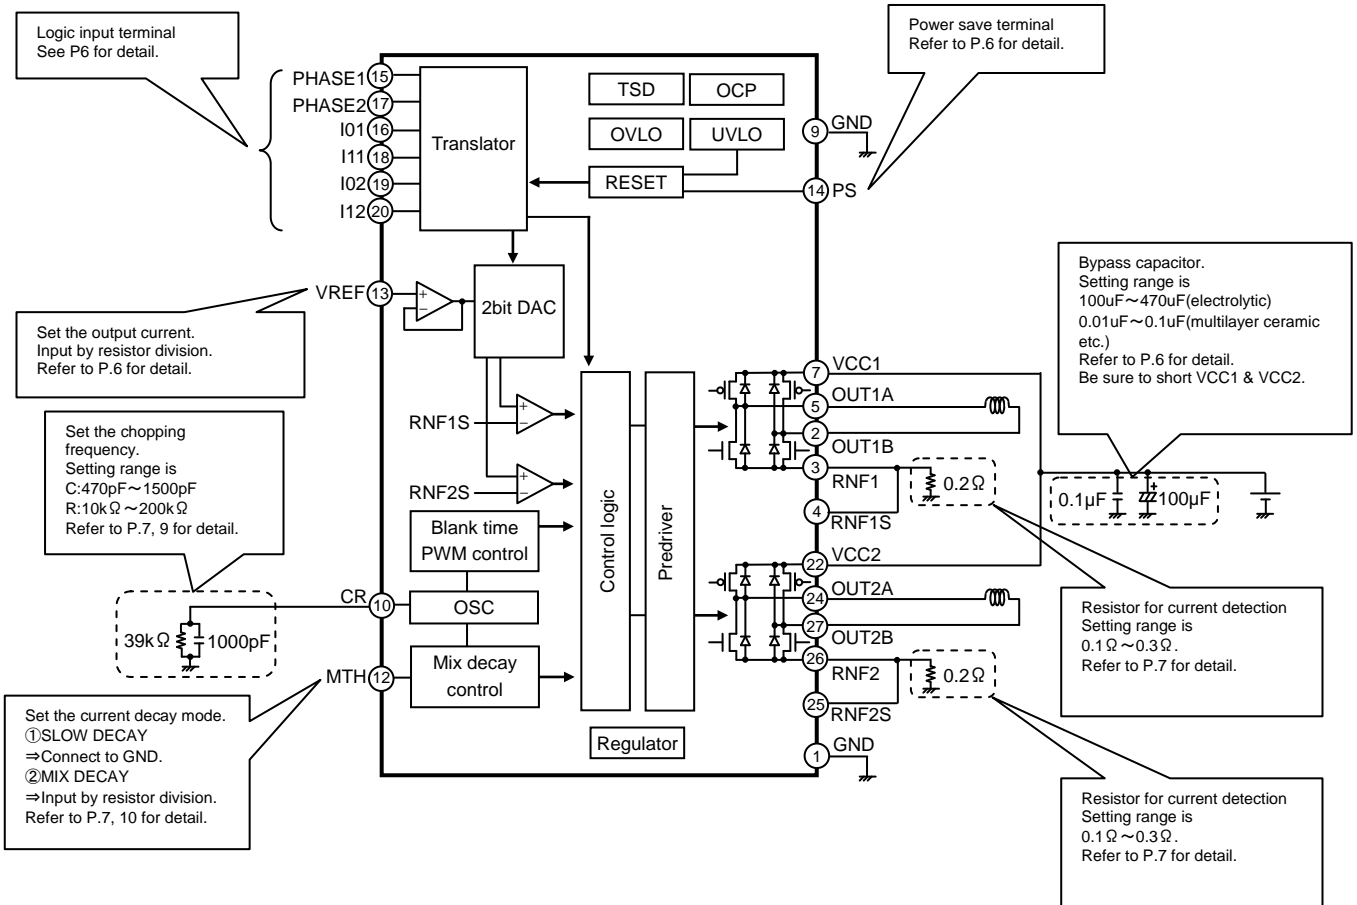 Logic input terminal
See P6 for detail.
Power save terminal
Refer to P.6 for detail.
PHASE1 15
PHASE2 17
I01 16
I11 18
I02 19
I12 20
Translator
TSD
OCP
OVLO
UVLO
RESET
9 GND
14 PS
VREF 13
+
−
2bit DAC
Set the output current.
Input by resistor division.
Refer to P.6 for detail.
Bypass capacitor.
Setting range is
100uF～470uF(electrolytic)
0.01uF～0.1uF(multilayer ceramic
etc.)
Refer to P.6 for detail.
Be sure to short VCC1 & VCC2.
Set the chopping
frequency.
Setting range is
C:470pF～1500pF
R:10kΩ～200kΩ
Refer to P.7, 9 for detail.
RNF1S
+
−
RNF2S
+
−
Blank time
PWM control
OSC
Mix decay
control
Control logic
Predriver
Regulator
7 VCC1
5 OUT1A
2 OUT1B
3 RNF1
4 RNF1S
0.2Ω
22 VCC2
24 OUT2A
27 OUT2B
26 RNF2
25 RNF2S
0.2Ω
1 GND
0.1µF
+
100µF
CR 10
39kΩ
1000pF
MTH 12
Set the current decay mode.
①SLOW DECAY
⇒Connect to GND.
②MIX DECAY
⇒Input by resistor division.
Refer to P.7, 10 for detail.
Resistor for current detection
Setting range is
0.1Ω～0.3Ω.
Refer to P.7 for detail.
Resistor for current detection
Setting range is
0.1Ω～0.3Ω.
Refer to P.7 for detail.